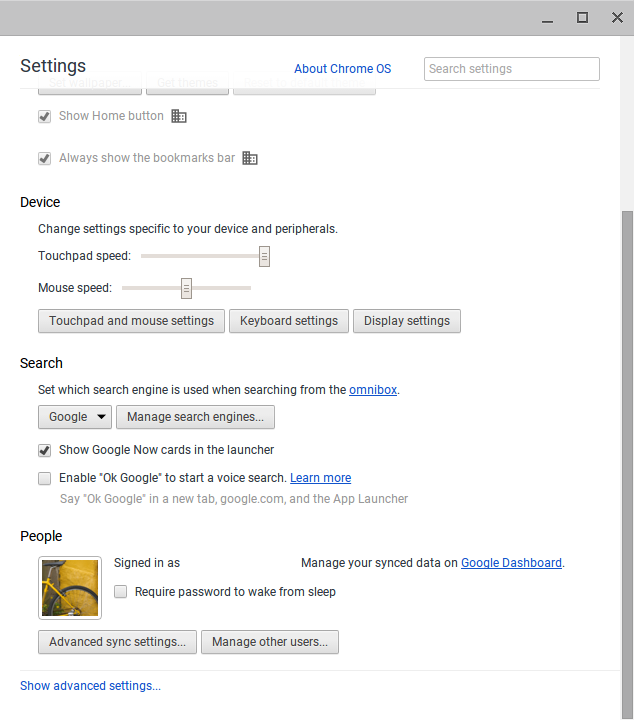 Settings
About Chrome OS
Search settings
Set wallpaper... Get themes
Show Home button
Always show the bookmarks bar
Device
Change settings specific to your device and peripherals.
Touchpad speed:
Mouse speed:
Touchpad and mouse settings Keyboard settings Display settings
Search
Set which search engine is used when searching from the omnibox.
Google Manage search engines...
Show Google Now cards in the launcher
Enable "Ok Google" to start a voice search. Learn more
Say "Ok Google" in a new tab, google.com, and the App Launcher
People
Signed in as Manage your synced data on Google Dashboard.
Require password to wake from sleep
Advanced sync settings... Manage other users...
Show advanced settings...